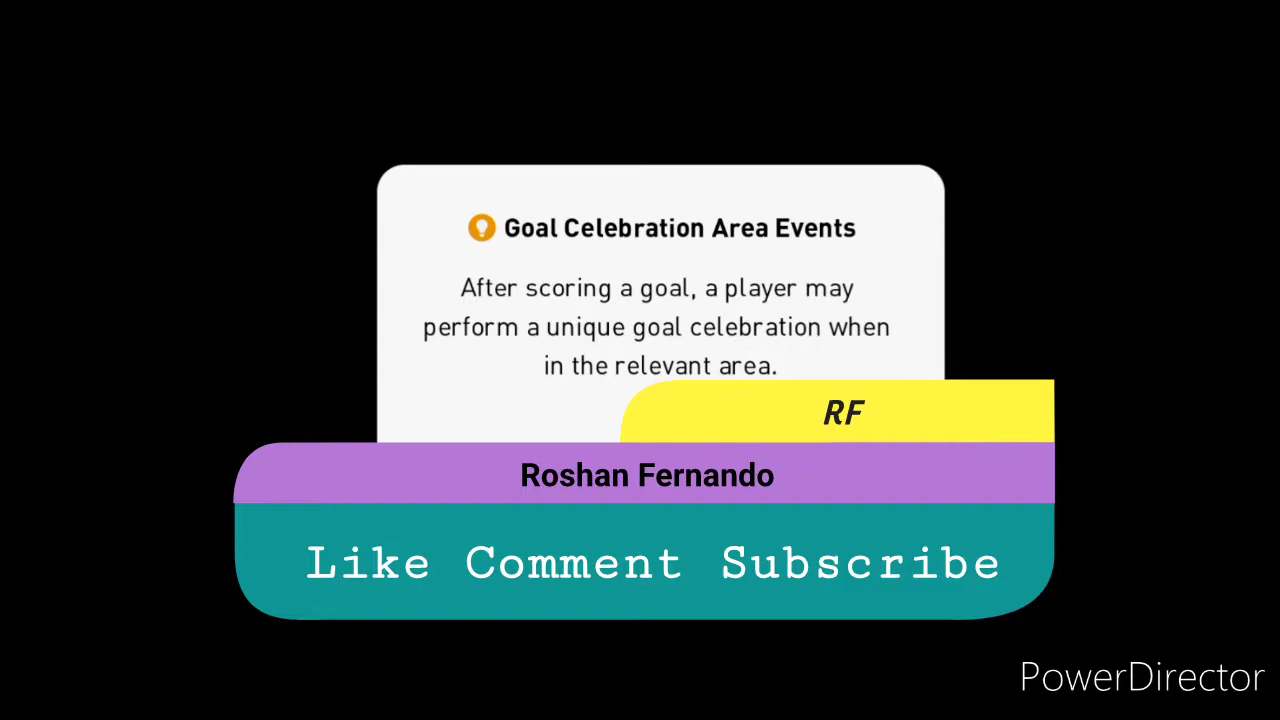 Goal Celebration Area Events
After scoring a goal, a player may
perform a unique goal celebration when
in the relevant area.
RF
Roshan Fernando
Like Comment Subscribe
PowerDirector